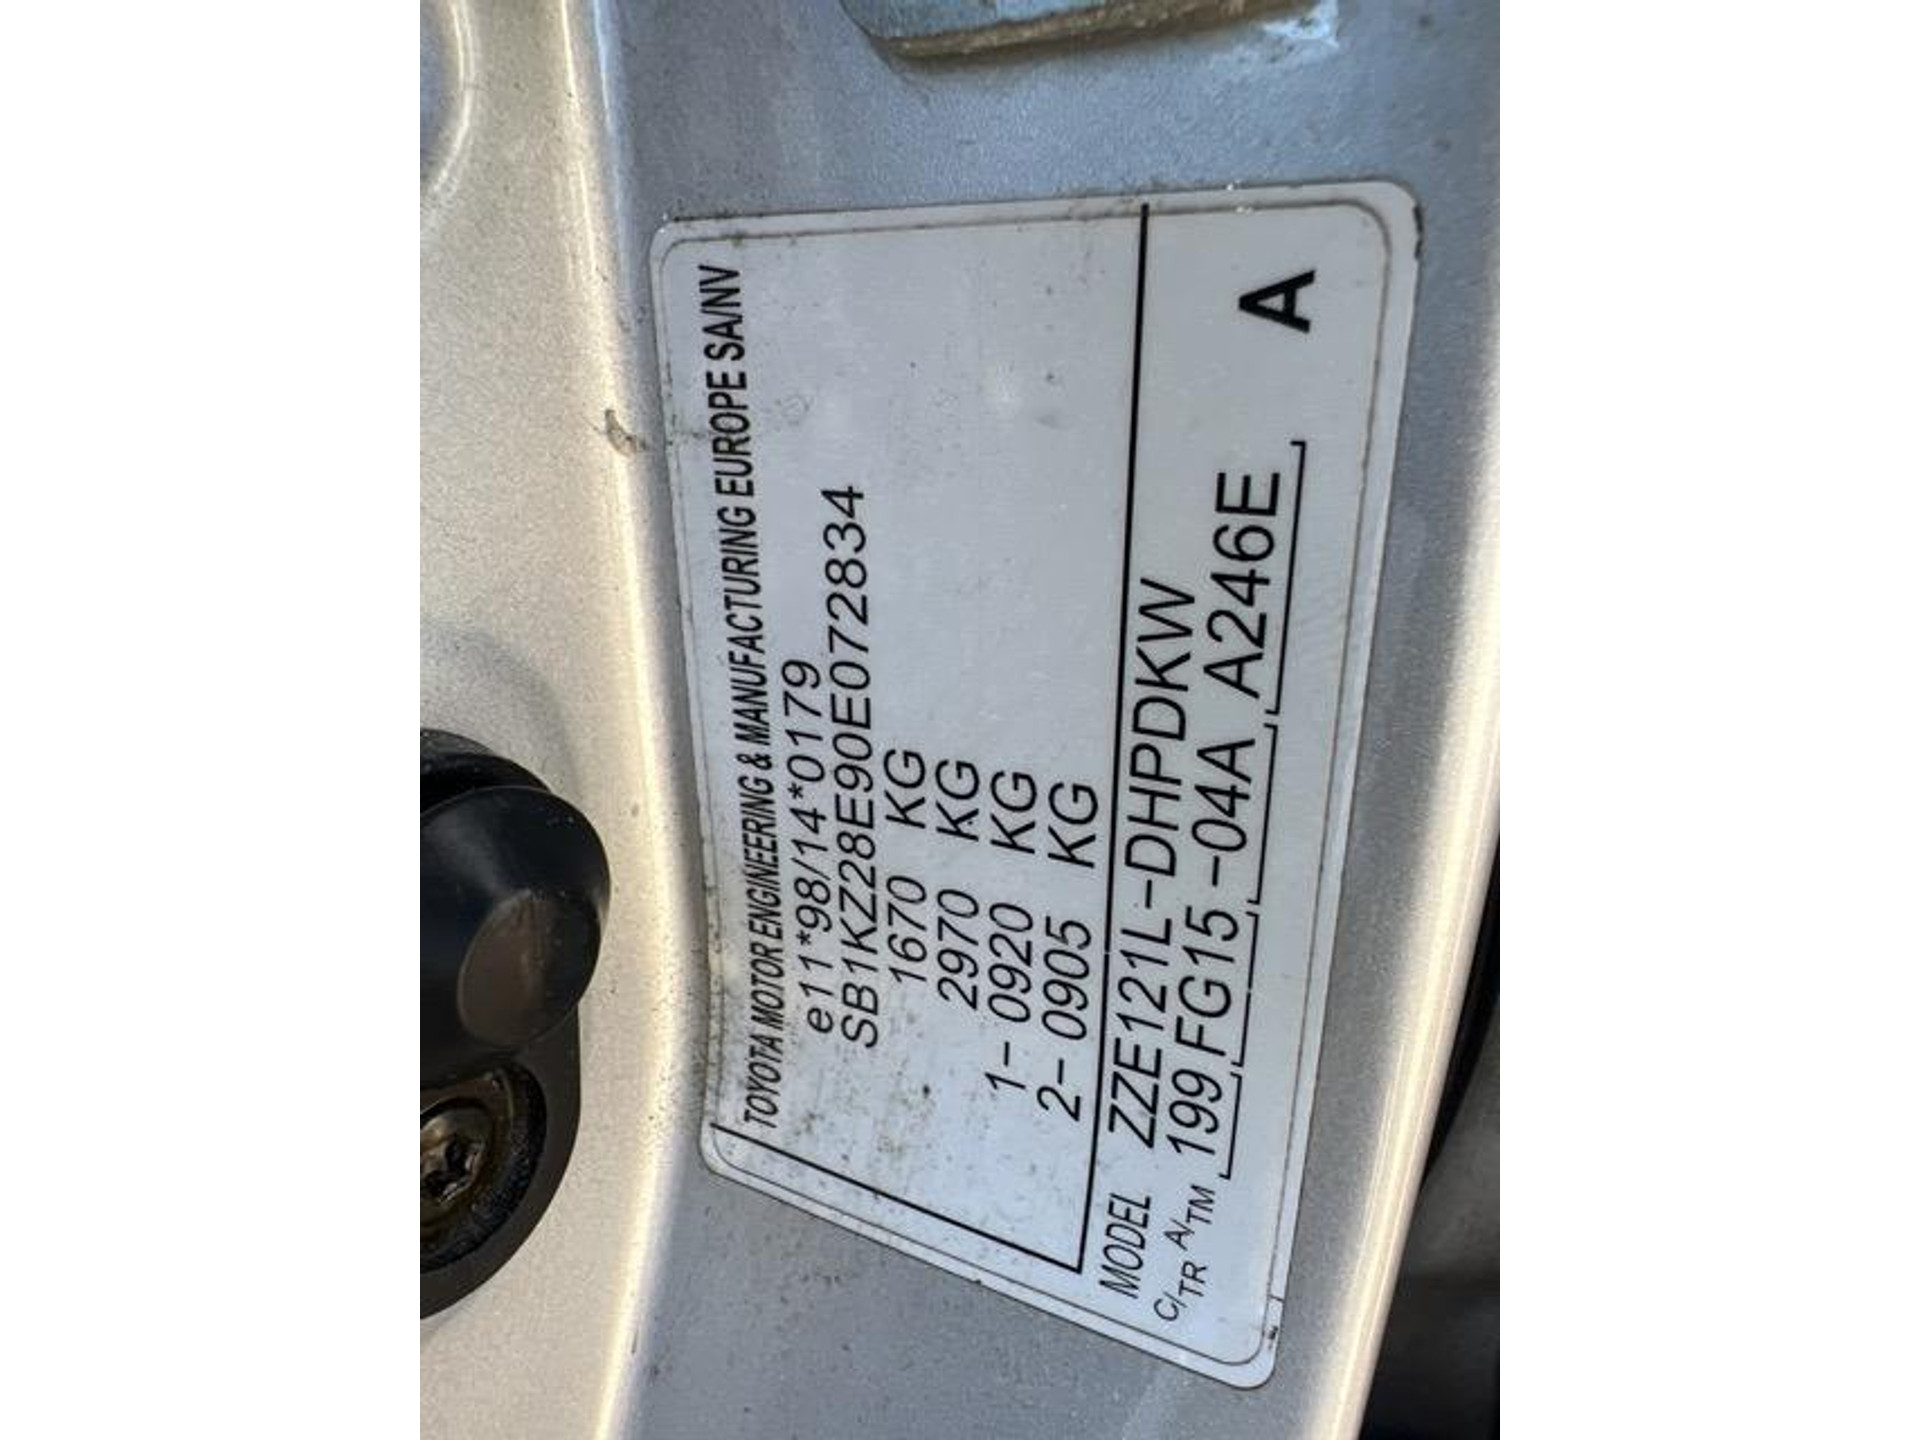 TOYOTA MOTOR ENGINEERING & MANUFACTURING EUROPE SA/NV
e11*98/14*0179
SB1KZ28E90E072834
1670 KG
2970 KG
1- 0920 KG
2- 0905 KG
MODEL ZZE121L-DHPDKW
C/TR A/TM 199 FG15 -04A A246E A